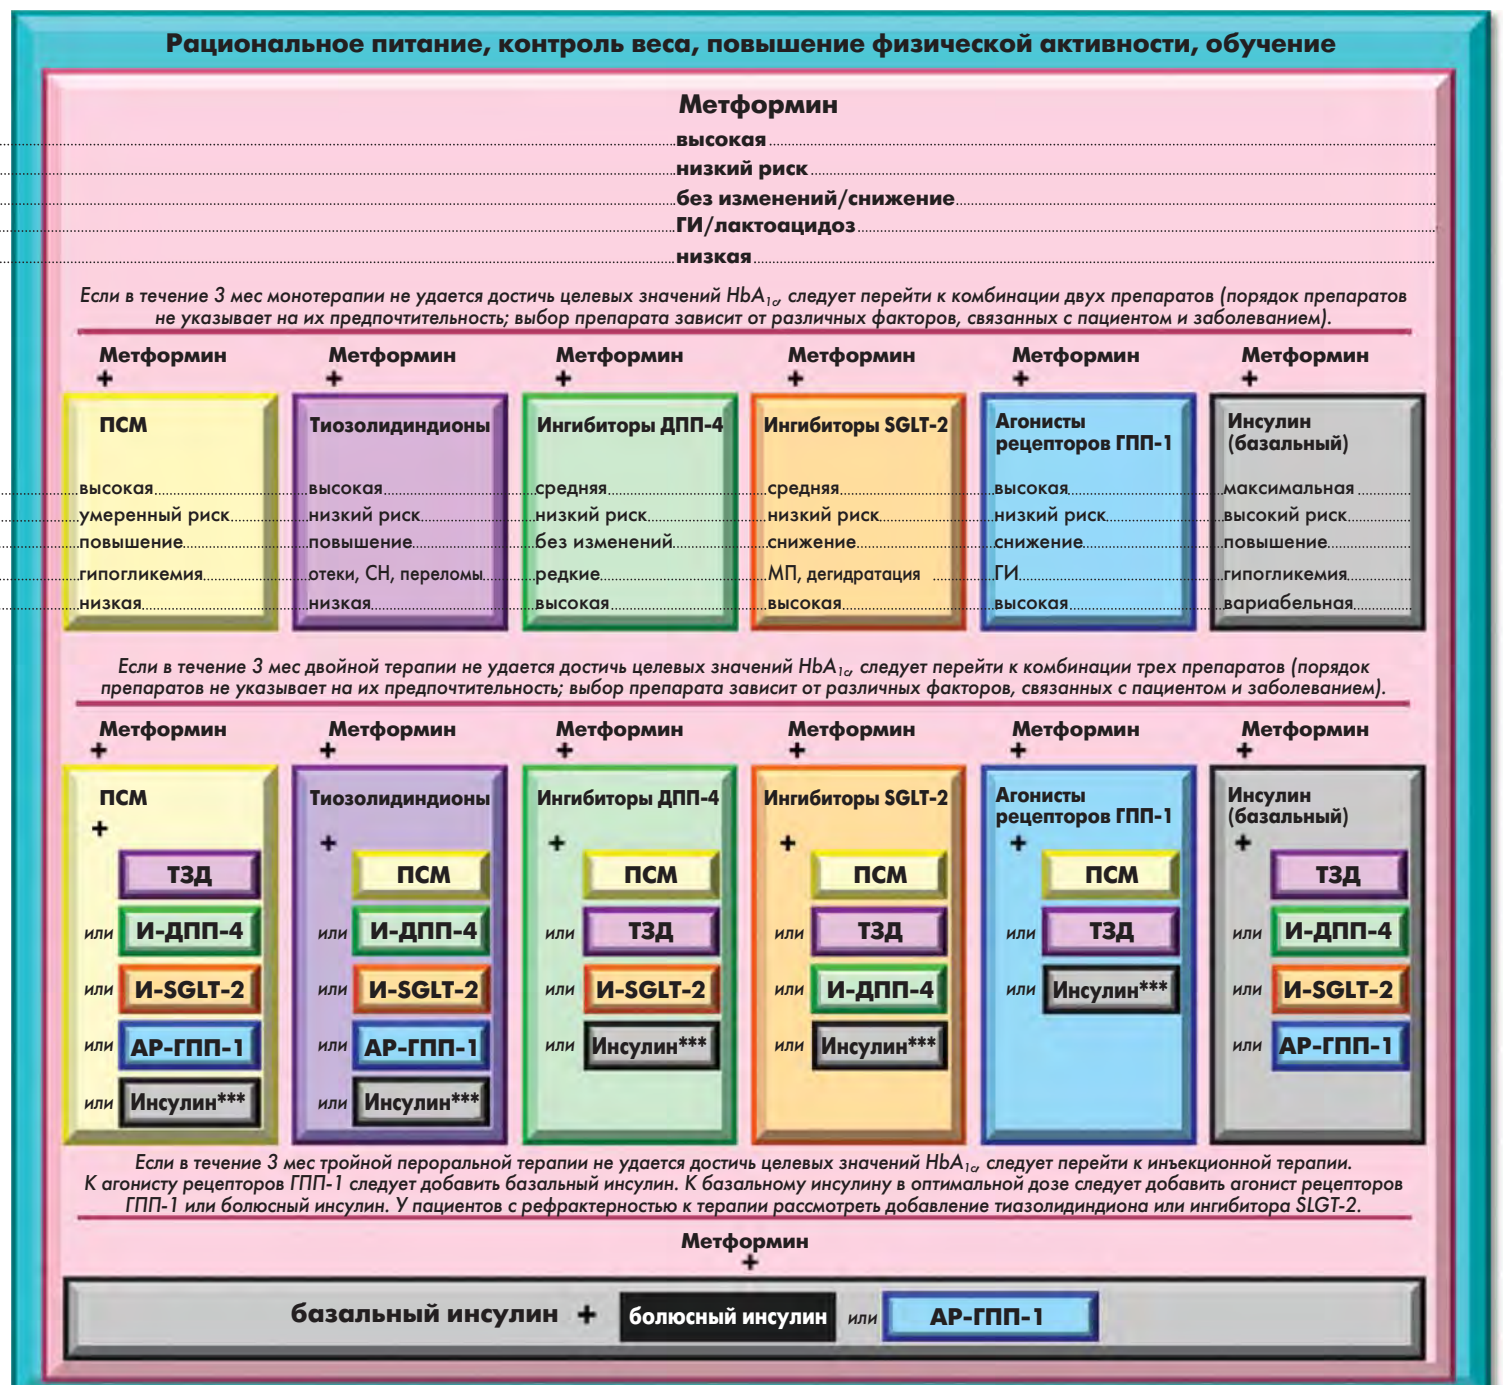 Рациональное питание, контроль веса, повышение физической активности, обучение
Метформин
высокая
низкий риск
без изменений/снижение
ГИ/лактоацидоз
низкая
Если в течение 3 мес монотерапии не удается достичь целевых значений HbA1c, следует перейти к комбинации двух препаратов (порядок препаратов
не указывает на их предпочтительность; выбор препарата зависит от различных факторов, связанных с пациентом и заболеванием).
Метформин
+
ПСМ
высокая
умеренный риск
повышение
гипогликемия
низкая
Метформин
+
Тиозолидиндионы
высокая
низкий риск
повышение
отеки, СН, переломы
низкая
Метформин
+
Ингибиторы ДПП-4
средняя
низкий риск
без изменений
редкие
высокая
Метформин
+
Ингибиторы SGLT-2
средняя
низкий риск
снижение
МП, дегидратация
высокая
Метформин
+
Агонисты
рецепторов ГПП-1
высокая
низкий риск
снижение
ГИ
высокая
Метформин
+
Инсулин
(базальный)
максимальная
высокий риск
повышение
гипогликемия
вариабельная
Если в течение 3 мес двойной терапии не удается достичь целевых значений HbA1c, следует перейти к комбинации трех препаратов (порядок
препаратов не указывает на их предпочтительность; выбор препарата зависит от различных факторов, связанных с пациентом и заболеванием).
Метформин
+
ПСМ
+
ТЗД
или И-ДПП-4
или И-SGLT-2
или АР-ГПП-1
или Инсулин***
Метформин
+
Тиозолидиндионы
+
ПСМ
или И-ДПП-4
или И-SGLT-2
или АР-ГПП-1
или Инсулин***
Метформин
+
Ингибиторы ДПП-4
+
ПСМ
или ТЗД
или И-SGLT-2
или Инсулин***
Метформин
+
Ингибиторы SGLT-2
+
ПСМ
или ТЗД
или И-ДПП-4
или Инсулин***
Метформин
+
Агонисты
рецепторов ГПП-1
+
ПСМ
или ТЗД
или Инсулин***
Метформин
+
Инсулин
(базальный)
+
ТЗД
или И-ДПП-4
или И-SGLT-2
или АР-ГПП-1
Если в течение 3 мес тройной пероральной терапии не удается достичь целевых значений HbA1c, следует перейти к инъекционной терапии.
К агонисту рецепторов ГПП-1 следует добавить базальный инсулин. К базальному инсулину в оптимальной дозе следует добавить агонист рецепторов
ГПП-1 или болюсный инсулин. У пациентов с рефрактерностью к терапии рассмотреть добавление тиазолидиндиона или ингибитора SLGT-2.
Метформин
+
базальный инсулин + болюсный инсулин или АР-ГПП-1